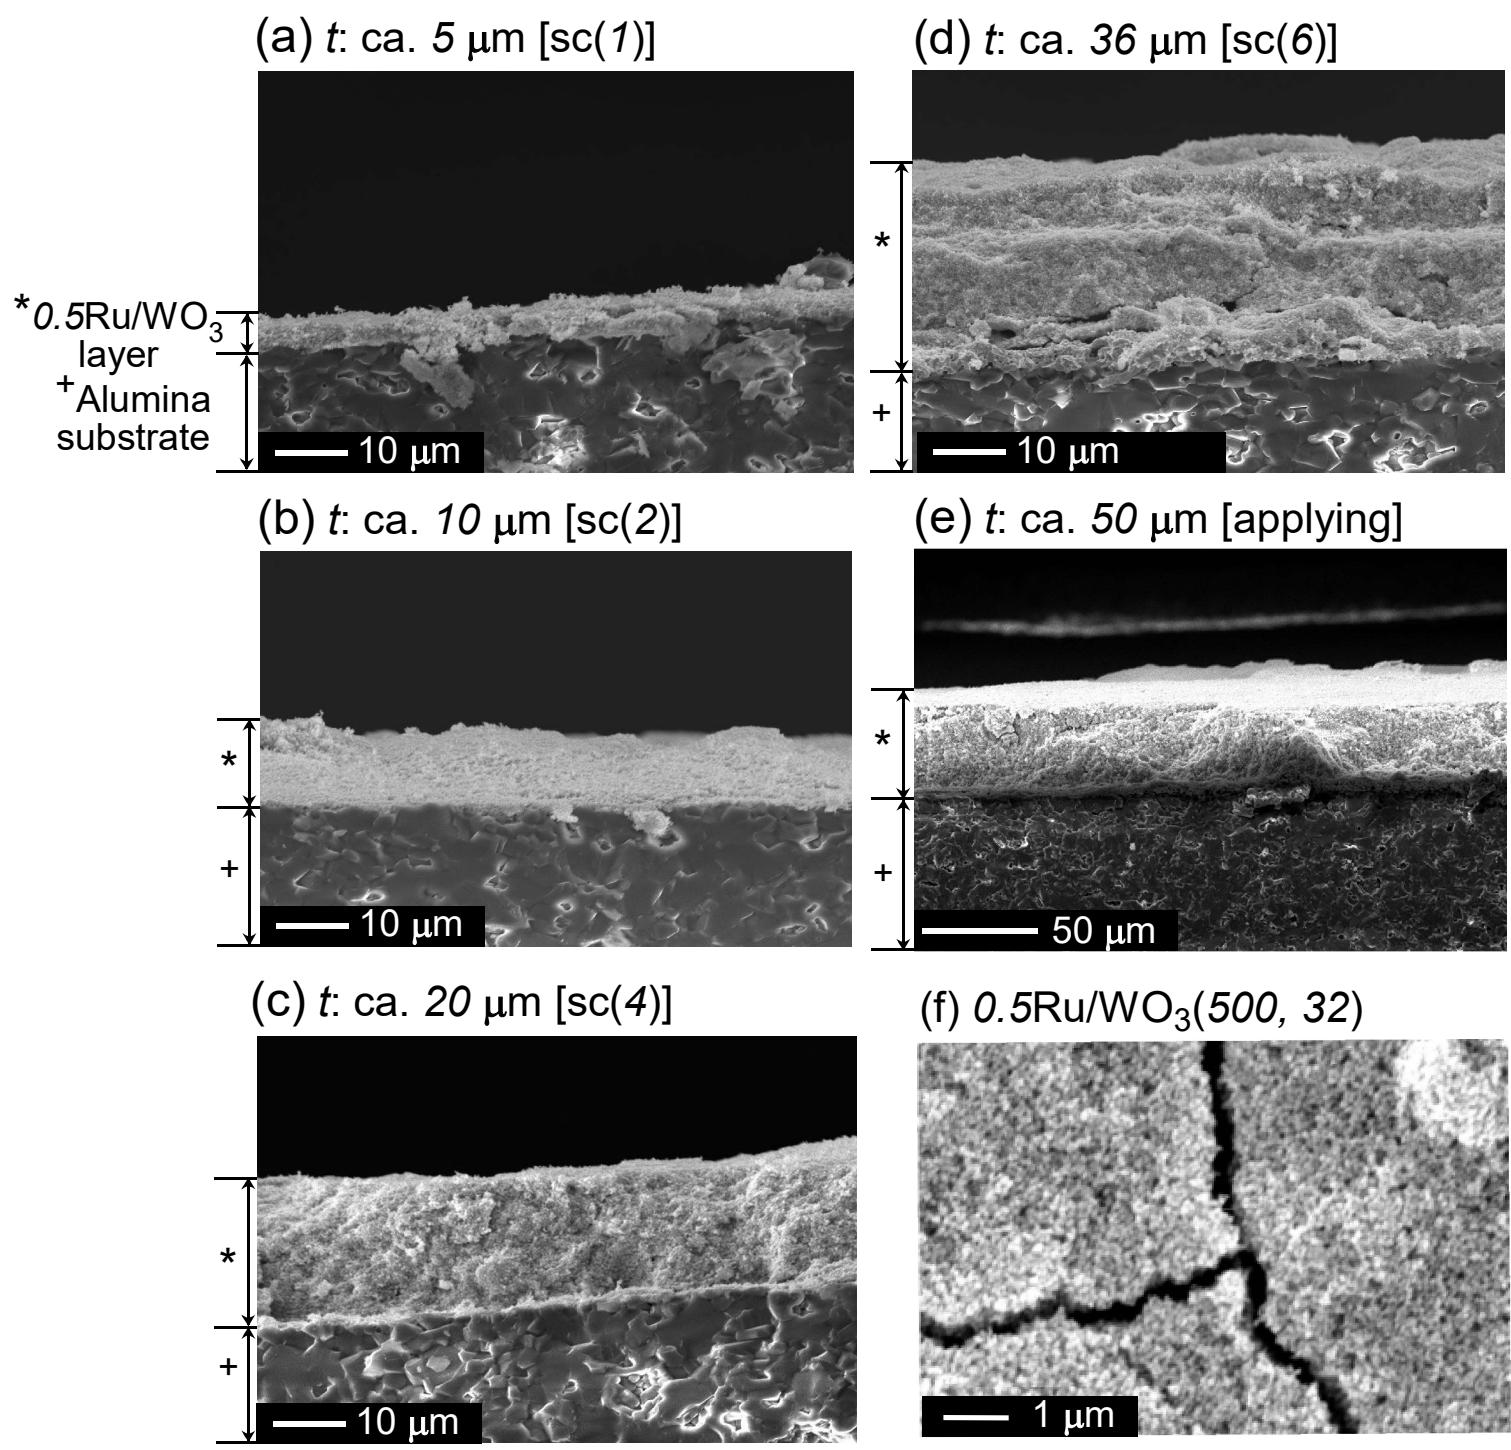 (a) t: ca. 5 μm [sc(1)]
*0.5Ru/WO₃
layer
+Alumina
substrate
10 μm
(b) t: ca. 10 μm [sc(2)]
*
+
10 μm
(c) t: ca. 20 μm [sc(4)]
*
+
10 μm
(d) t: ca. 36 μm [sc(6)]
*
+
10 μm
(e) t: ca. 50 μm [applying]
*
+
50 μm
(f) 0.5Ru/WO₃(500, 32)
1 μm